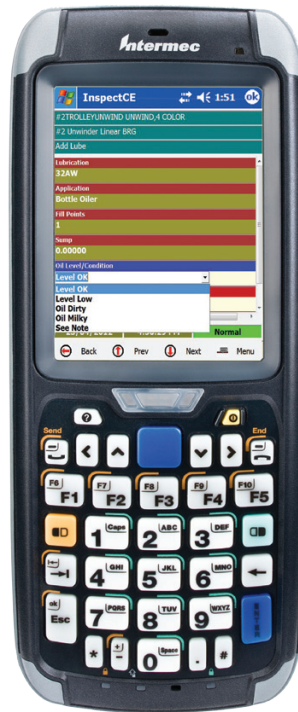 Intermec
InspectCE 1:51 ok
#2TROLLEYUNWIND UNWIND,4 COLOR
#2 Unwinder Linear BRG
Add Lube
Lubrication
32AW
Application
Bottle Oiler
Fill Points
1
Sump
0.00000
Oil Level/Condition
Level OK
Level OK
Level Low
Oil Dirty
Oil Milky
See Note
Normal
Back Prev Next Menu
?
Send End
F6 F7 F8 F9 F10
F1 F2 F3 F4 F5
1 Caps 2 ABC 3 DEF
4 GHI 5 JKL 6 MNO
ok
Esc 7 PQRS 8 TUV 9 WXYZ ENTER
* +/- 0 Space . #